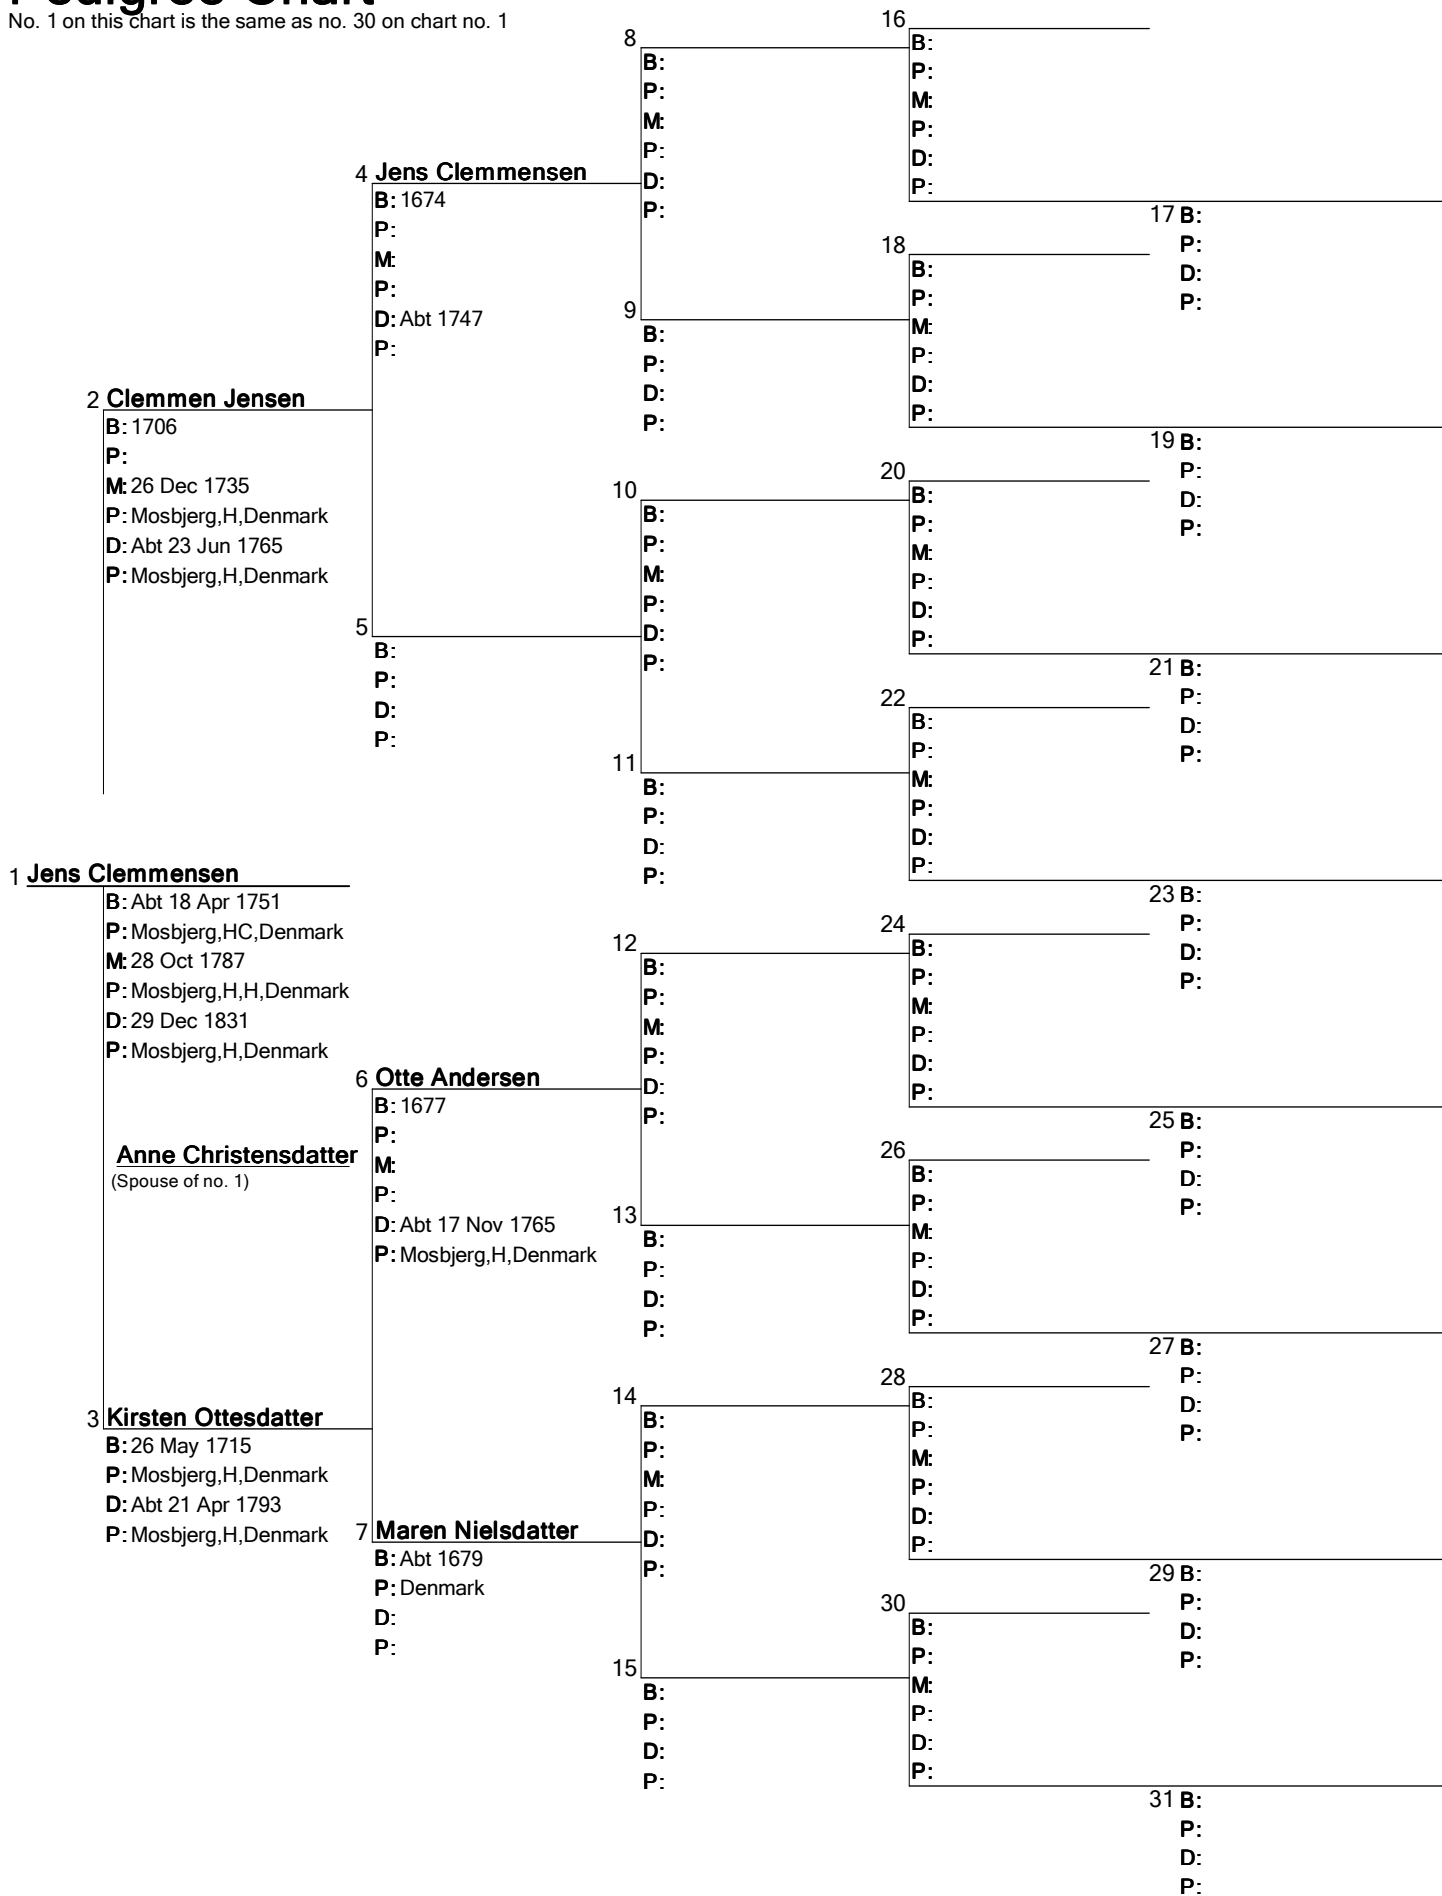 Pedigree Chart
No. 1 on this chart is the same as no. 30 on chart no. 1
16
B:
P:
M:
P:
D:
P:
8
B:
P:
M:
P:
D:
P:
17 B:
P:
D:
P:
4 Jens Clemmensen
B: 1674
P:
M:
P:
D: Abt 1747
P:
18
B:
P:
M:
P:
D:
P:
9
B:
P:
D:
P:
19 B:
P:
D:
P:
2 Clemmen Jensen
B: 1706
P:
M: 26 Dec 1735
P: Mosbjerg,H,Denmark
D: Abt 23 Jun 1765
P: Mosbjerg,H,Denmark
20
B:
P:
M:
P:
D:
P:
10
B:
P:
M:
P:
D:
P:
21 B:
P:
D:
P:
5
B:
P:
D:
P:
22
B:
P:
M:
P:
D:
P:
11
B:
P:
D:
P:
23 B:
P:
D:
P:
1 Jens Clemmensen
B: Abt 18 Apr 1751
P: Mosbjerg,HC,Denmark
M: 28 Oct 1787
P: Mosbjerg,H,H,Denmark
D: 29 Dec 1831
P: Mosbjerg,H,Denmark
Anne Christensdatter
(Spouse of no. 1)
24
B:
P:
M:
P:
D:
P:
12
B:
P:
M:
P:
D:
P:
25 B:
P:
D:
P:
6 Otte Andersen
B: 1677
P:
M:
P:
D: Abt 17 Nov 1765
P: Mosbjerg,H,Denmark
26
B:
P:
M:
P:
D:
P:
13
B:
P:
D:
P:
27 B:
P:
D:
P:
3 Kirsten Ottesdatter
B: 26 May 1715
P: Mosbjerg,H,Denmark
D: Abt 21 Apr 1793
P: Mosbjerg,H,Denmark
28
B:
P:
M:
P:
D:
P:
14
B:
P:
M:
P:
D:
P:
29 B:
P:
D:
P:
7 Maren Nielsdatter
B: Abt 1679
P: Denmark
D:
P:
30
B:
P:
M:
P:
D:
P:
15
B:
P:
D:
P:
31 B:
P:
D:
P: